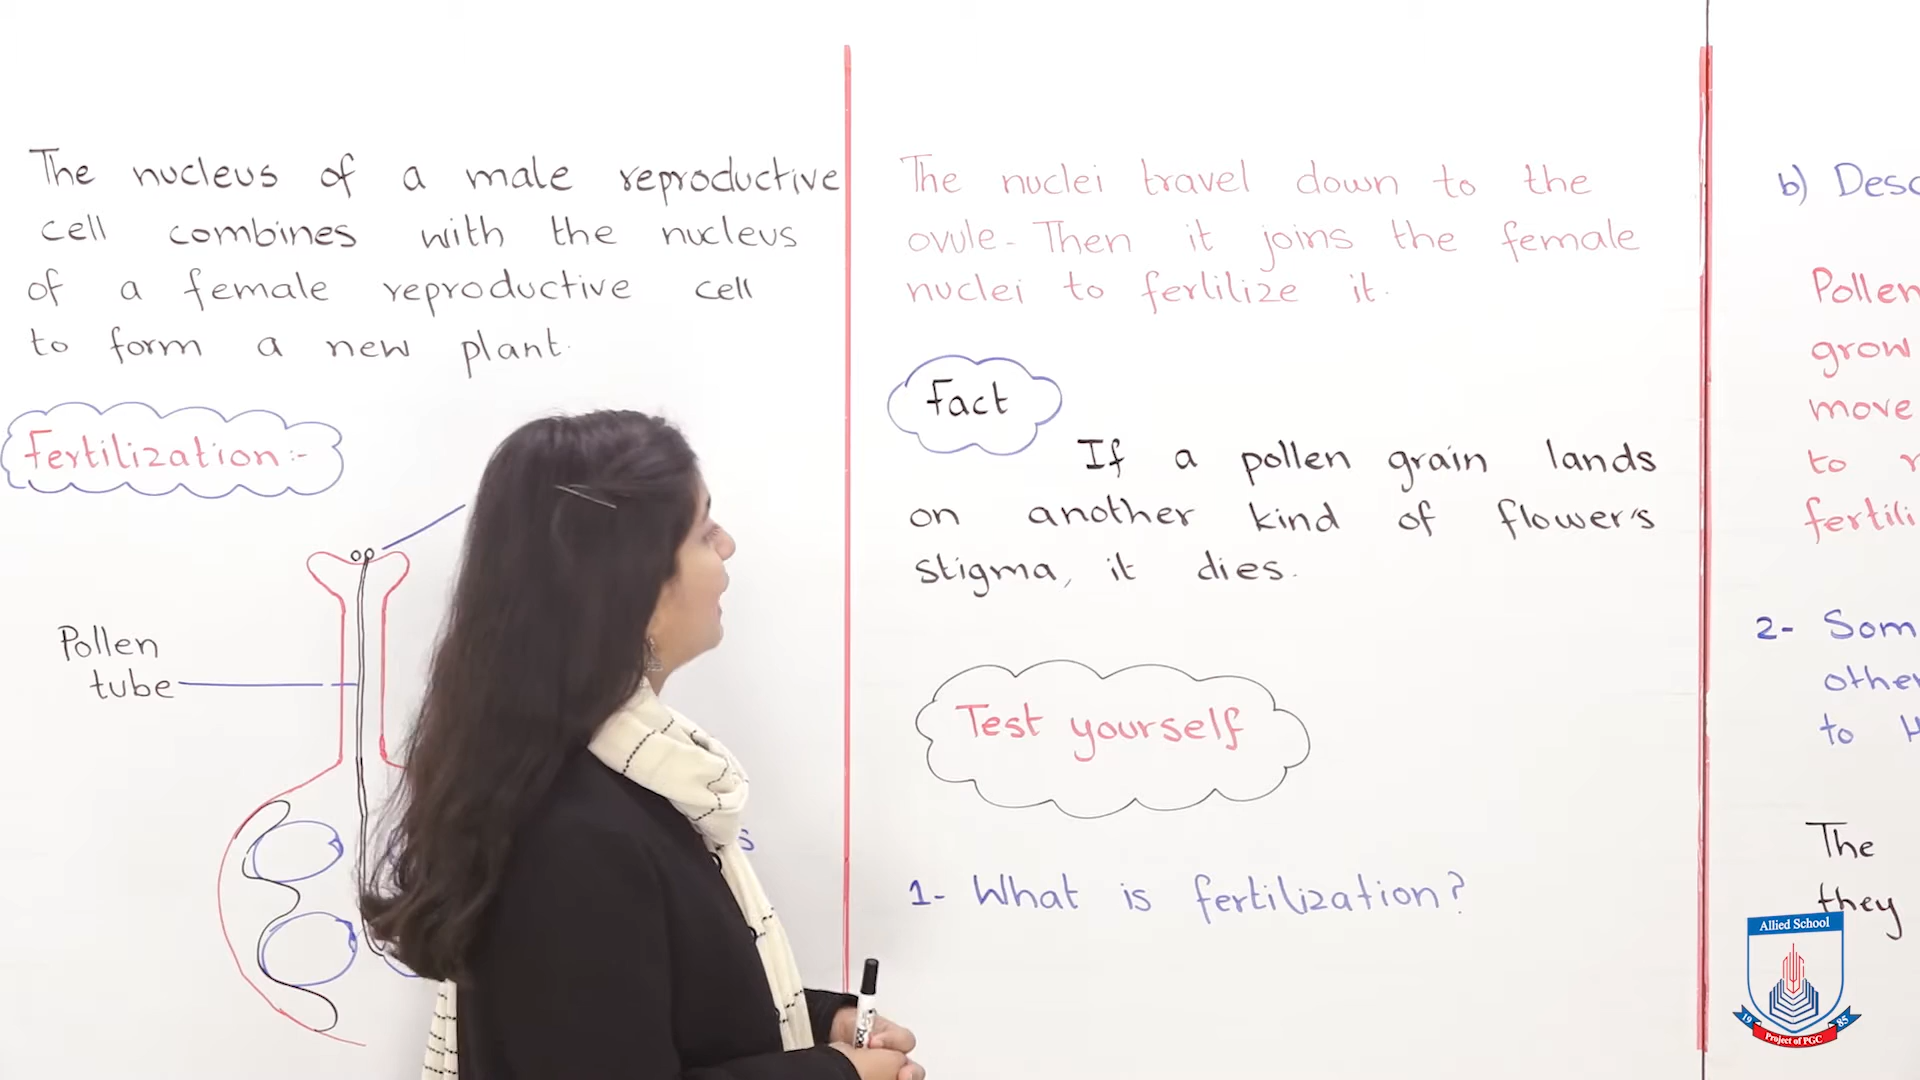 The nucleus of a male reproductive
cell combines with the nucleus
of a female reproductive cell
to form a new plant.
Fertilization:-
Pollen
tube
s
The nuclei travel down to the
ovule. Then it joins the female
nuclei to fertilize it.
Fact
If a pollen grain lands
on another kind of flower's
stigma, it dies.
Test yourself
1- What is fertilization?
b) Desc
Pollen
grow
move
to
fertili
2- Som
other
to
The
they
Allied School
1985
Project of PGC